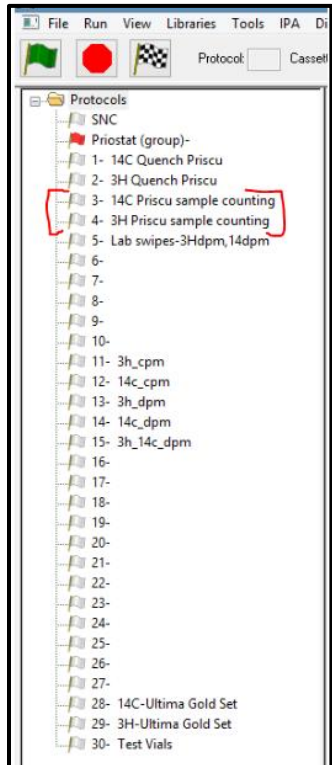 File Run View Libraries Tools IPA Di
Protocol: Cassett
Protocols
SNC
Priostat (group)-
1- 14C Quench Priscu
2- 3H Quench Priscu
3- 14C Priscu sample counting
4- 3H Priscu sample counting
5- Lab swipes-3Hdpm,14dpm
6-
7-
8-
9-
10-
11- 3h_cpm
12- 14c_cpm
13- 3h_dpm
14- 14c_dpm
15- 3h_14c_dpm
16-
17-
18-
19-
20-
21-
22-
23-
24-
25-
26-
27-
28- 14C-Ultima Gold Set
29- 3H-Ultima Gold Set
30- Test Vials